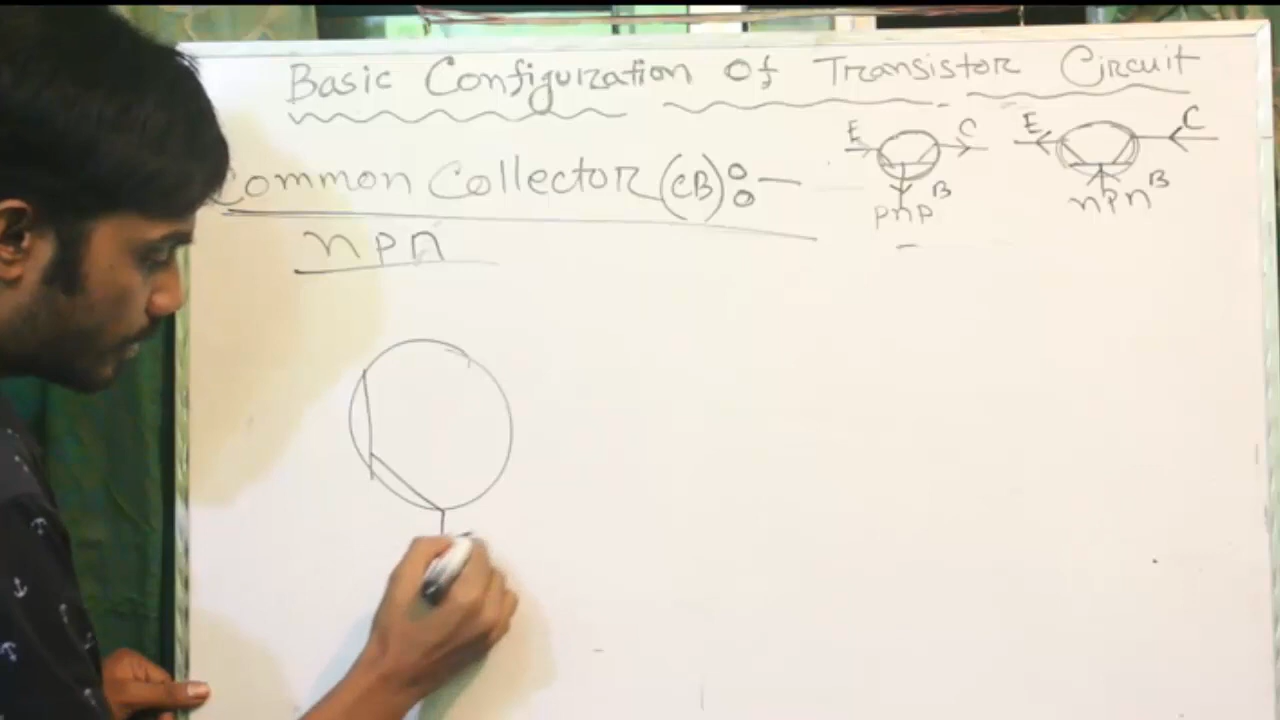 Basic Configuration Of Transistor Circuit
Common Collector (CB):-
npn
E C
B
pnp
E C
B
npn